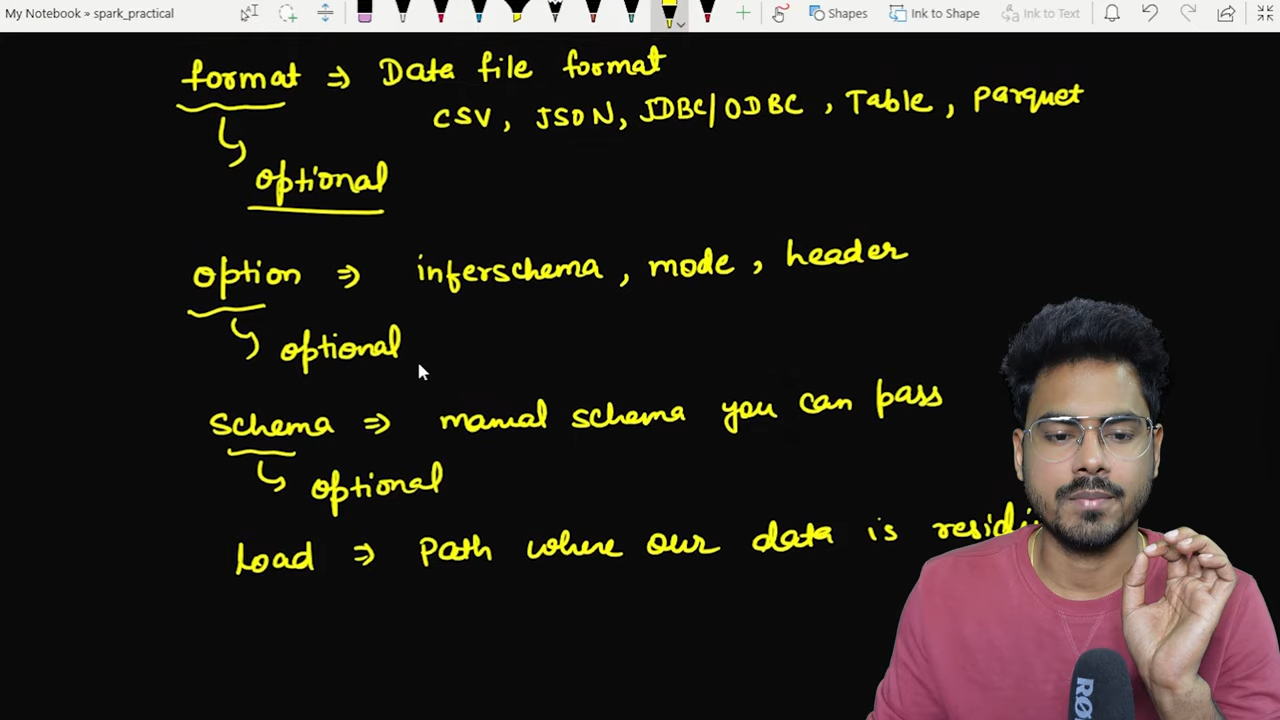 My Notebook » spark_practical
Shapes
Ink to Shape
Ink to Text
format ⇒ Data file format
CSV, JSON, JDBC/ODBC, Table, parquet
optional
option ⇒ inferschema, mode, header
optional
schema ⇒ manual schema you can pass
optional
Load ⇒ Path where our data is
RØ